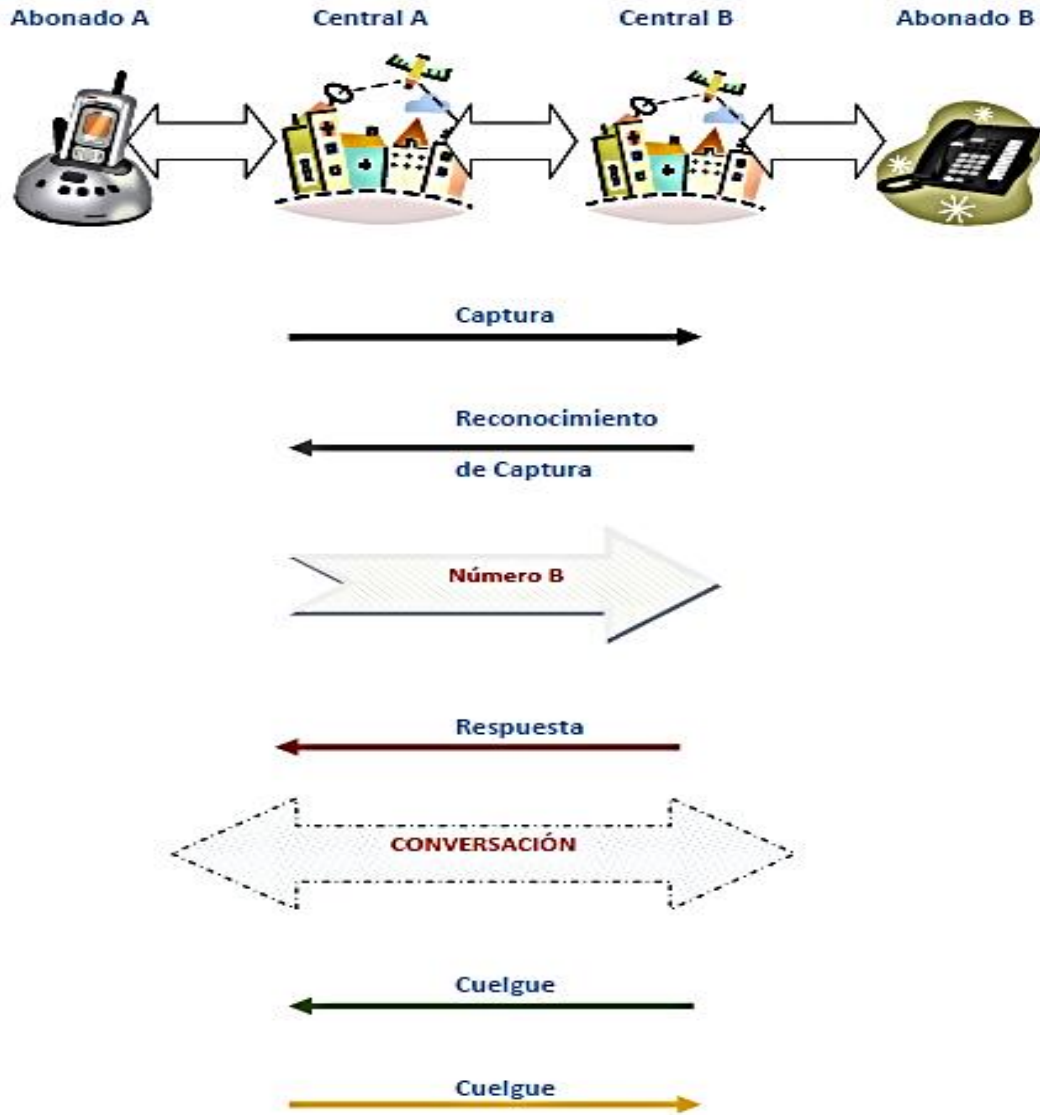 Abonado A Central A Central B Abonado B
Captura
Reconocimiento
de Captura
Número B
Respuesta
CONVERSACIÓN
Cuelgue
Cuelgue